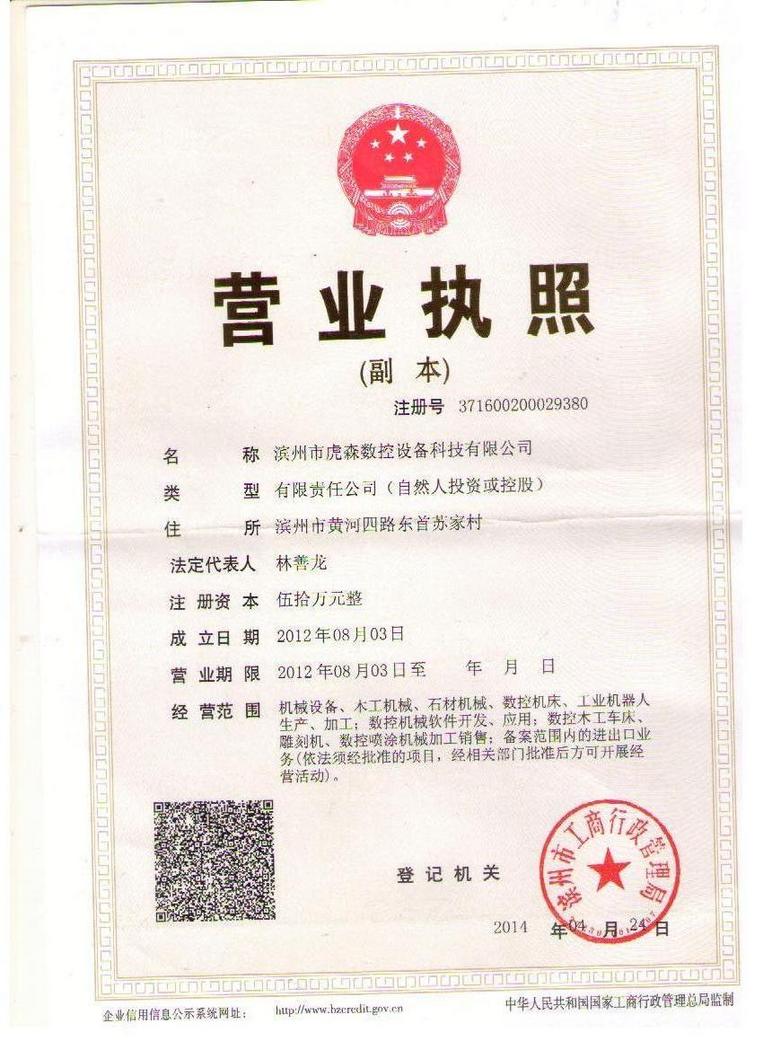 营业执照
(副 本)
注册号 371600200029380
名 称 滨州市虎森数控设备科技有限公司
类 型 有限责任公司(自然人投资或控股)
住 所 滨州市黄河四路东首苏家村
法定代表人 林善龙
注册资本 伍拾万元整
成立日期 2012年08月03日
营业期限 2012年08月03日至 年 月 日
经营范围 机械设备、木工机械、石材机械、数控机床、工业机器人
生产、加工;数控机械软件开发、应用;数控木工车床、
雕刻机、数控喷涂机械加工销售;备案范围内的进出口业
务(依法须经批准的项目,经相关部门批准后方可开展经
营活动)。
滨州市工商行政管理局
登记机关
2014 年04 月 24 日
企业信用信息公示系统网址: http://www.bzcredit.gov.cn
中华人民共和国国家工商行政管理总局监制